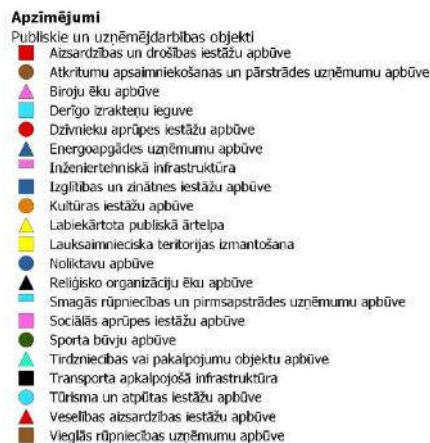 Apzīmējumi
Publiskie un uzņēmējdarbības objekti
Aizsardzības un drošības iestāžu apbūve
Atkritumu apsaimniekošanas un pārstrādes uzņēmumu apbūve
Biroju ēku apbūve
Derīgo izrakteņu ieguve
Dzīvnieku aprūpes iestāžu apbūve
Energoapgādes uzņēmumu apbūve
Inženiertehniskā infrastruktūra
Izglītības un zinātnes iestāžu apbūve
Kultūras iestāžu apbūve
Labiekārtota publiskā ārtelpa
Lauksaimnieciska teritorijas izmantošana
Noliktavu apbūve
Reliģisko organizāciju ēku apbūve
Smagās rūpniecības un pirmsapstrādes uzņēmumu apbūve
Sociālās aprūpes iestāžu apbūve
Sporta būvju apbūve
Tirdzniecības vai pakalpojumu objektu apbūve
Transporta apkalpojošā infrastruktūra
Tūrisma un atpūtas iestāžu apbūve
Veselības aizsardzības iestāžu apbūve
Vieglās rūpniecības uzņēmumu apbūve